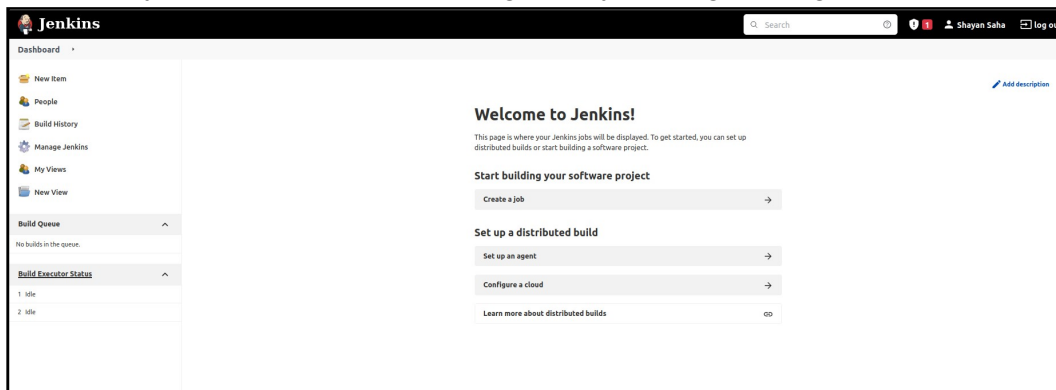 Jenkins
Search
1
Shayan Saha
log ou
Dashboard
New Item
People
Build History
Manage Jenkins
My Views
New View
Build Queue
No builds in the queue.
Build Executor Status
1 Idle
2 Idle
Add description
Welcome to Jenkins!
This page is where your Jenkins jobs will be displayed. To get started, you can set up
distributed builds or start building a software project.
Start building your software project
Create a job
Set up a distributed build
Set up an agent
Configure a cloud
Learn more about distributed builds